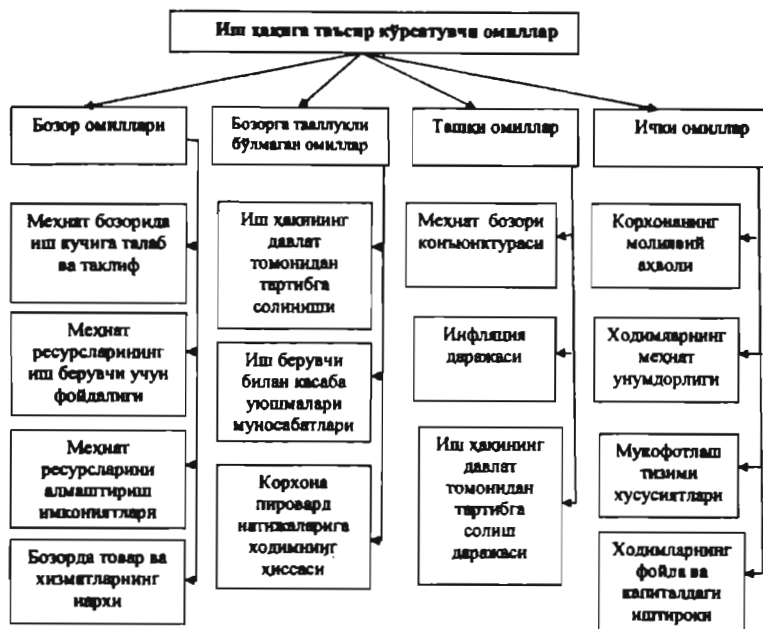 Иш ҳақига таъсир кўрсатувчи омиллар
Бозор омиллари
Меҳнат бозорида
иш кучига талаб
ва таклиф
Меҳнат
ресурсларининг
иш берувчи учун
фойдалиги
Меҳнат
ресурсларини
алмаштириш
имкониятлари
Бозорда товар ва
хизматларнинг
нархи
Бозорга тааллуқли
бўлмаган омиллар
Иш ҳақининг
давлат
томонидан
тартибга
солиниши
Иш берувчи
билан касаба
уюшмалари
муносабатлари
Корхона
пировард
натижаларига
ходимнинг
ҳиссаси
Ташқи омиллар
Меҳнат бозори
конъюнктураси
Инфляция
даражаси
Иш ҳақининг
давлат
томонидан
тартибга
солиш
даражаси
Ички омиллар
Корхонанинг
молиявий
аҳволи
Ходимларнинг
меҳнат
унумдорлиги
Мукофотлаш
тизими
хусусиятлари
Ходимларнинг
фойда ва
капиталдаги
иштироки